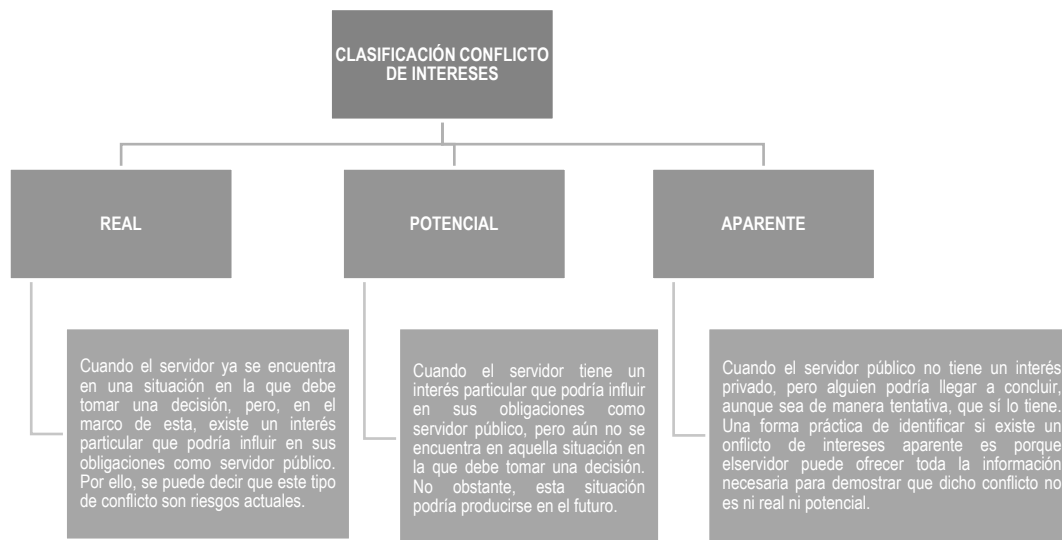 CLASIFICACIÓN CONFLICTO
DE INTERESES
REAL
POTENCIAL
APARENTE
Cuando el servidor ya se encuentra
en una situación en la que debe
tomar una decisión, pero, en el
marco de esta, existe un interés
particular que podría influir en sus
obligaciones como servidor público.
Por ello, se puede decir que este tipo
de conflicto son riesgos actuales.
Cuando el servidor tiene un
interés particular que podría influir
en sus obligaciones como
servidor público, pero aún no se
encuentra en aquella situación en
la que debe tomar una decisión.
No obstante, esta situación
podría producirse en el futuro.
Cuando el servidor público no tiene un interés
privado, pero alguien podría llegar a concluir,
aunque sea de manera tentativa, que sí lo tiene.
Una forma práctica de identificar si existe un
onflicto de intereses aparente es porque
elservidor puede ofrecer toda la información
necesaria para demostrar que dicho conflicto no
es ni real ni potencial.